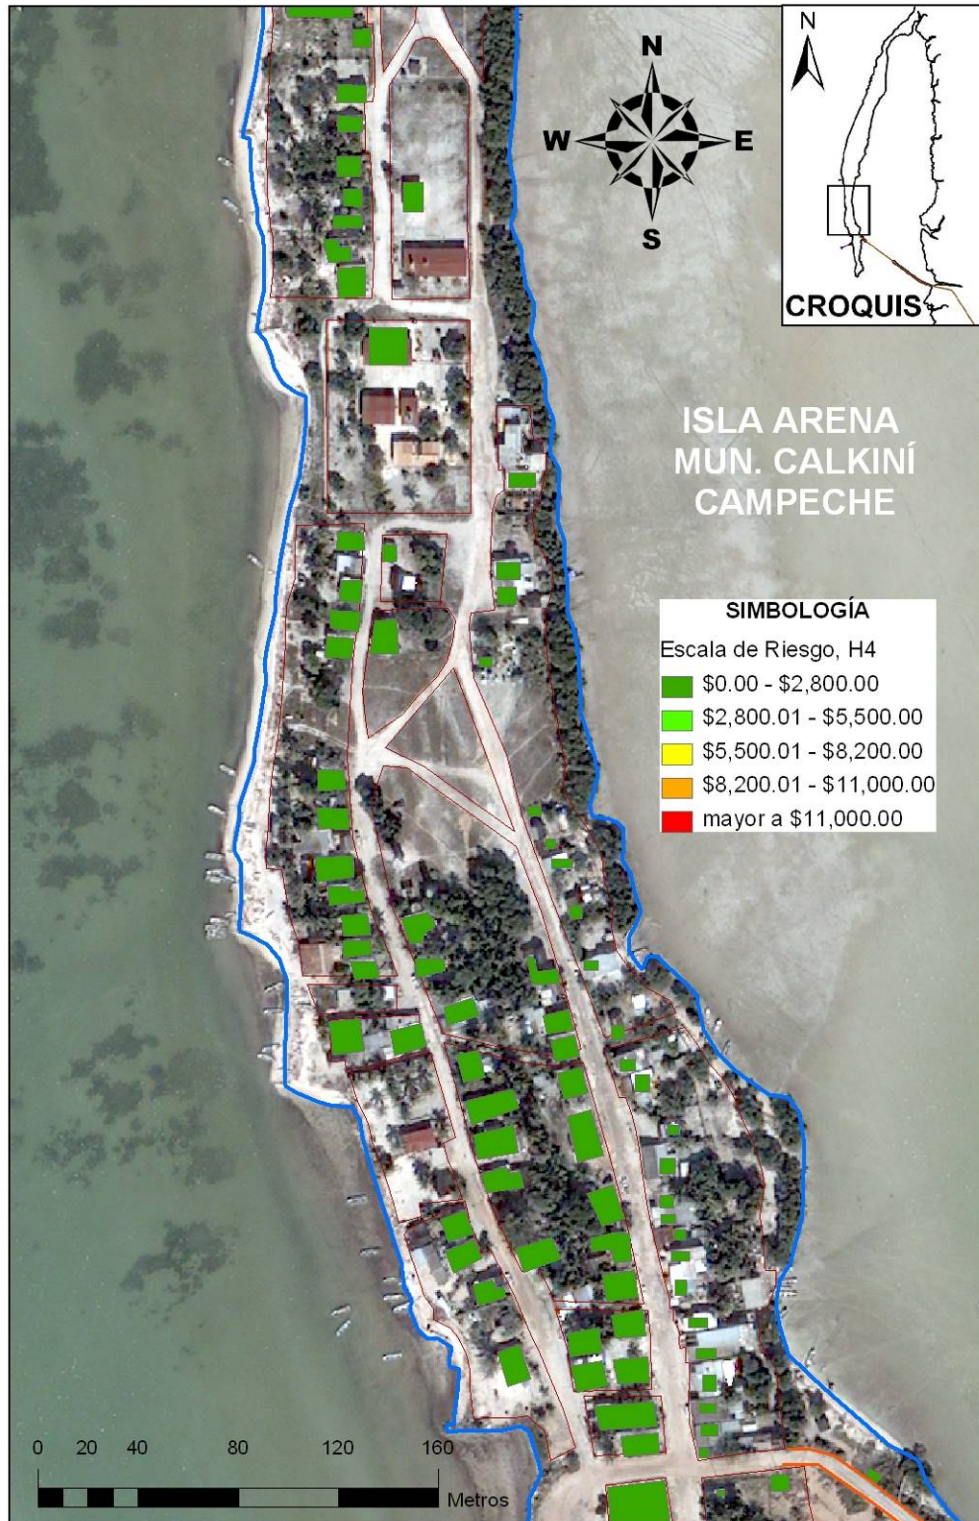 N
W E
S
N
CROQUIS
ISLA ARENA
MUN. CALKINÍ
CAMPECHE
SIMBOLOGÍA
Escala de Riesgo, H4
$0.00 - $2,800.00
$2,800.01 - $5,500.00
$5,500.01 - $8,200.00
$8,200.01 - $11,000.00
mayor a $11,000.00
0 20 40 80 120 160
Metros